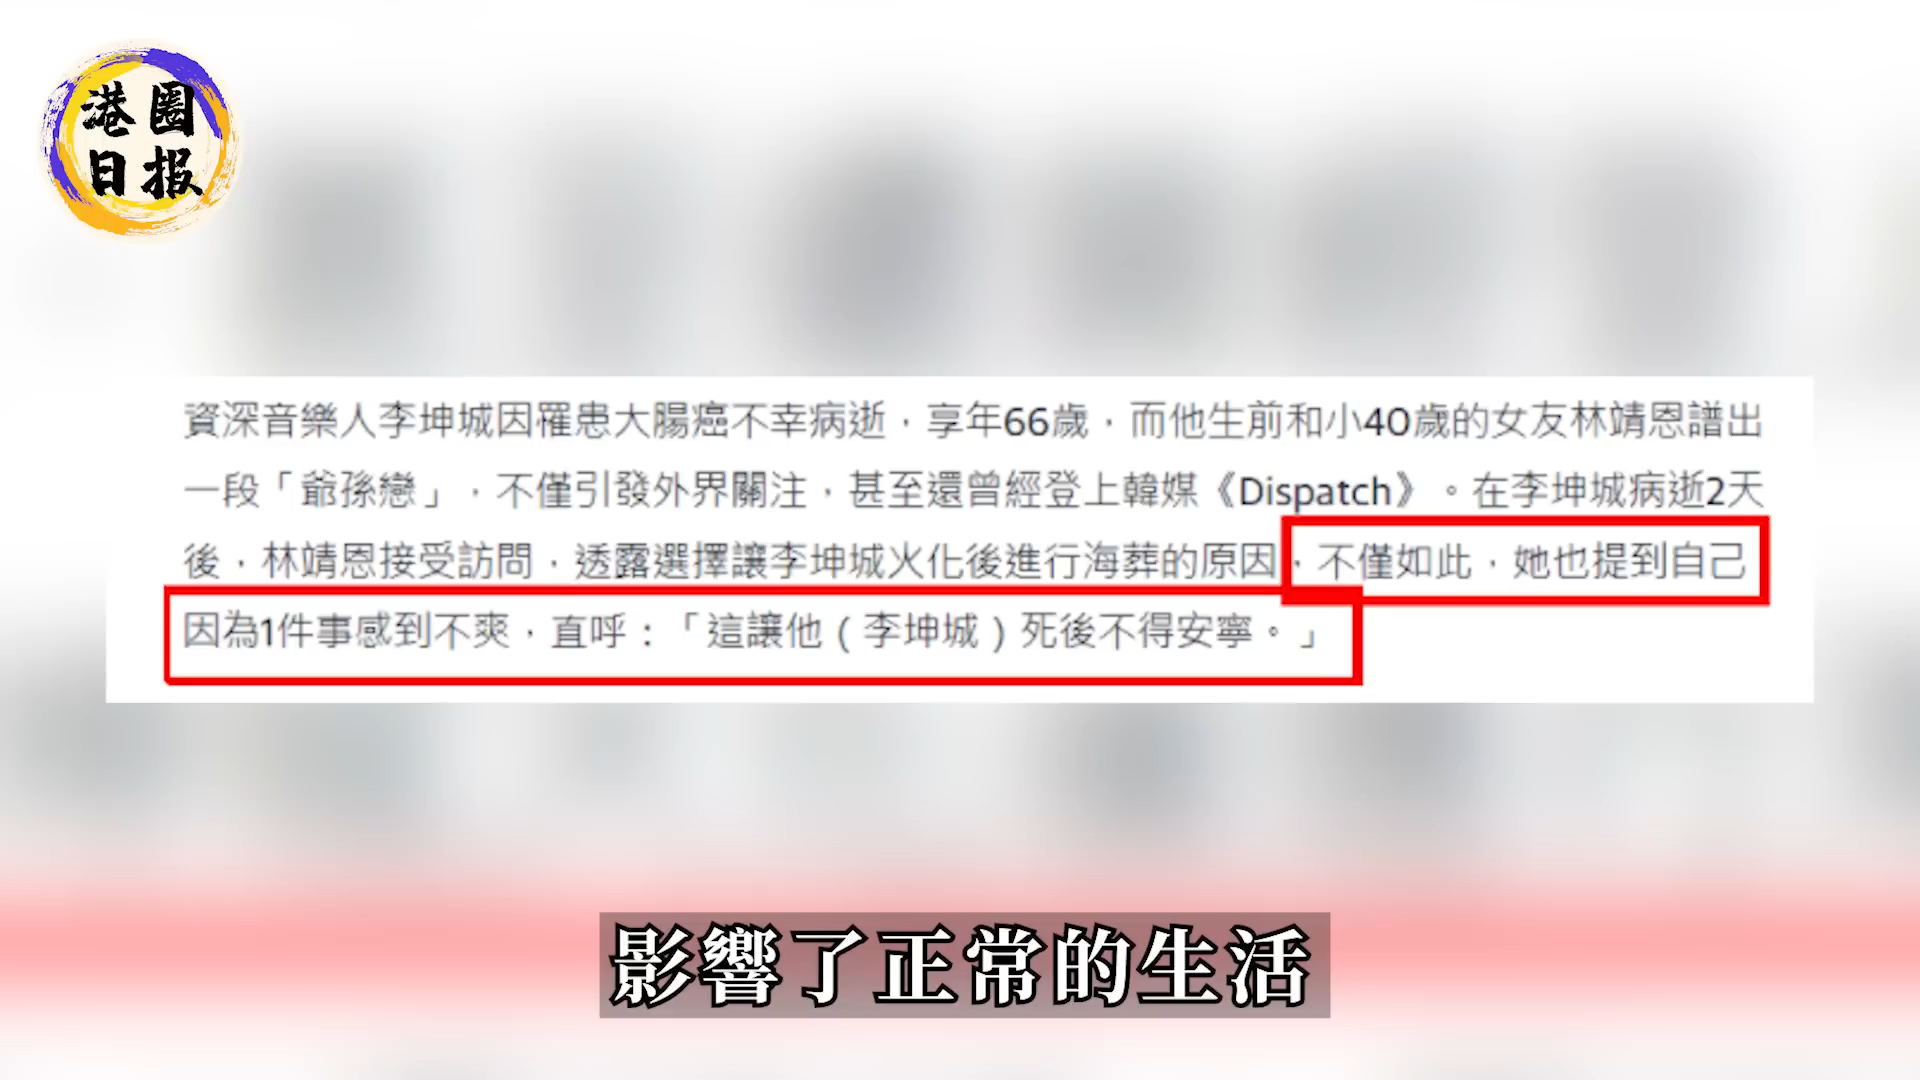 港圈
日报
資深音樂人李坤城因罹患大腸癌不幸病逝，享年66歲，而他生前和小40歲的女友林靖恩譜出
一段「爺孫戀」，不僅引發外界關注，甚至還曾經登上韓媒《Dispatch》。在李坤城病逝2天
後，林靖恩接受訪問，透露選擇讓李坤城火化後進行海葬的原因，不僅如此，她也提到自己
因為1件事感到不爽，直呼：「這讓他（李坤城）死後不得安寧。」
影響了正常的生活